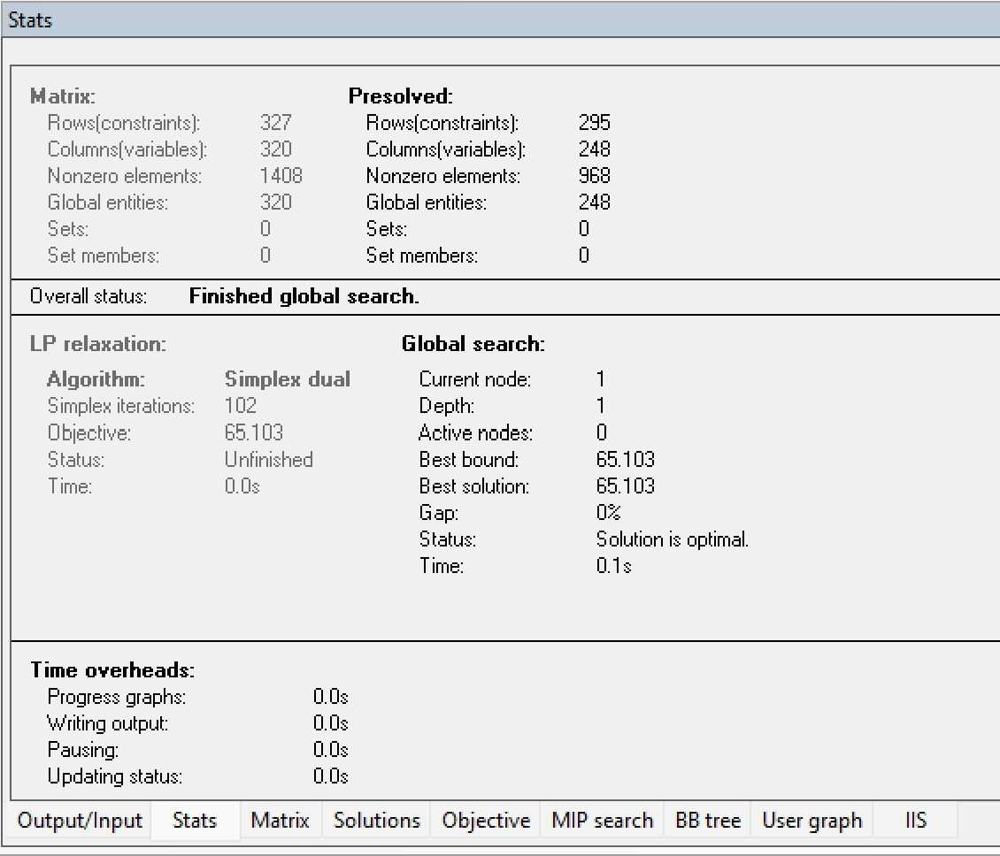 Stats
Matrix: Presolved:
Rows(constraints): 327 Rows(constraints): 295
Columns(variables): 320 Columns(variables): 248
Nonzero elements: 1408 Nonzero elements: 968
Global entities: 320 Global entities: 248
Sets: 0 Sets: 0
Set members: 0 Set members: 0
Overall status: Finished global search.
LP relaxation: Global search:
Algorithm: Simplex dual Current node: 1
Simplex iterations: 102 Depth: 1
Objective: 65.103 Active nodes: 0
Status: Unfinished Best bound: 65.103
Time: 0.0s Best solution: 65.103
Gap: 0%
Status: Solution is optimal.
Time: 0.1s
Time overheads:
Progress graphs: 0.0s
Writing output: 0.0s
Pausing: 0.0s
Updating status: 0.0s
Output/Input Stats Matrix Solutions Objective MIP search BB tree User graph IIS